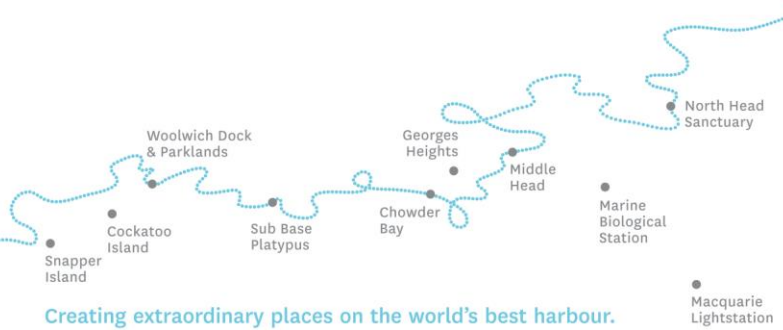 North Head
Sanctuary
Woolwich Dock
& Parklands
Georges
Heights
Middle
Head
Marine
Biological
Station
Chowder
Bay
Sub Base
Platypus
Cockatoo
Island
Snapper
Island
Macquarie
Lightstation
Creating extraordinary places on the world's best harbour.